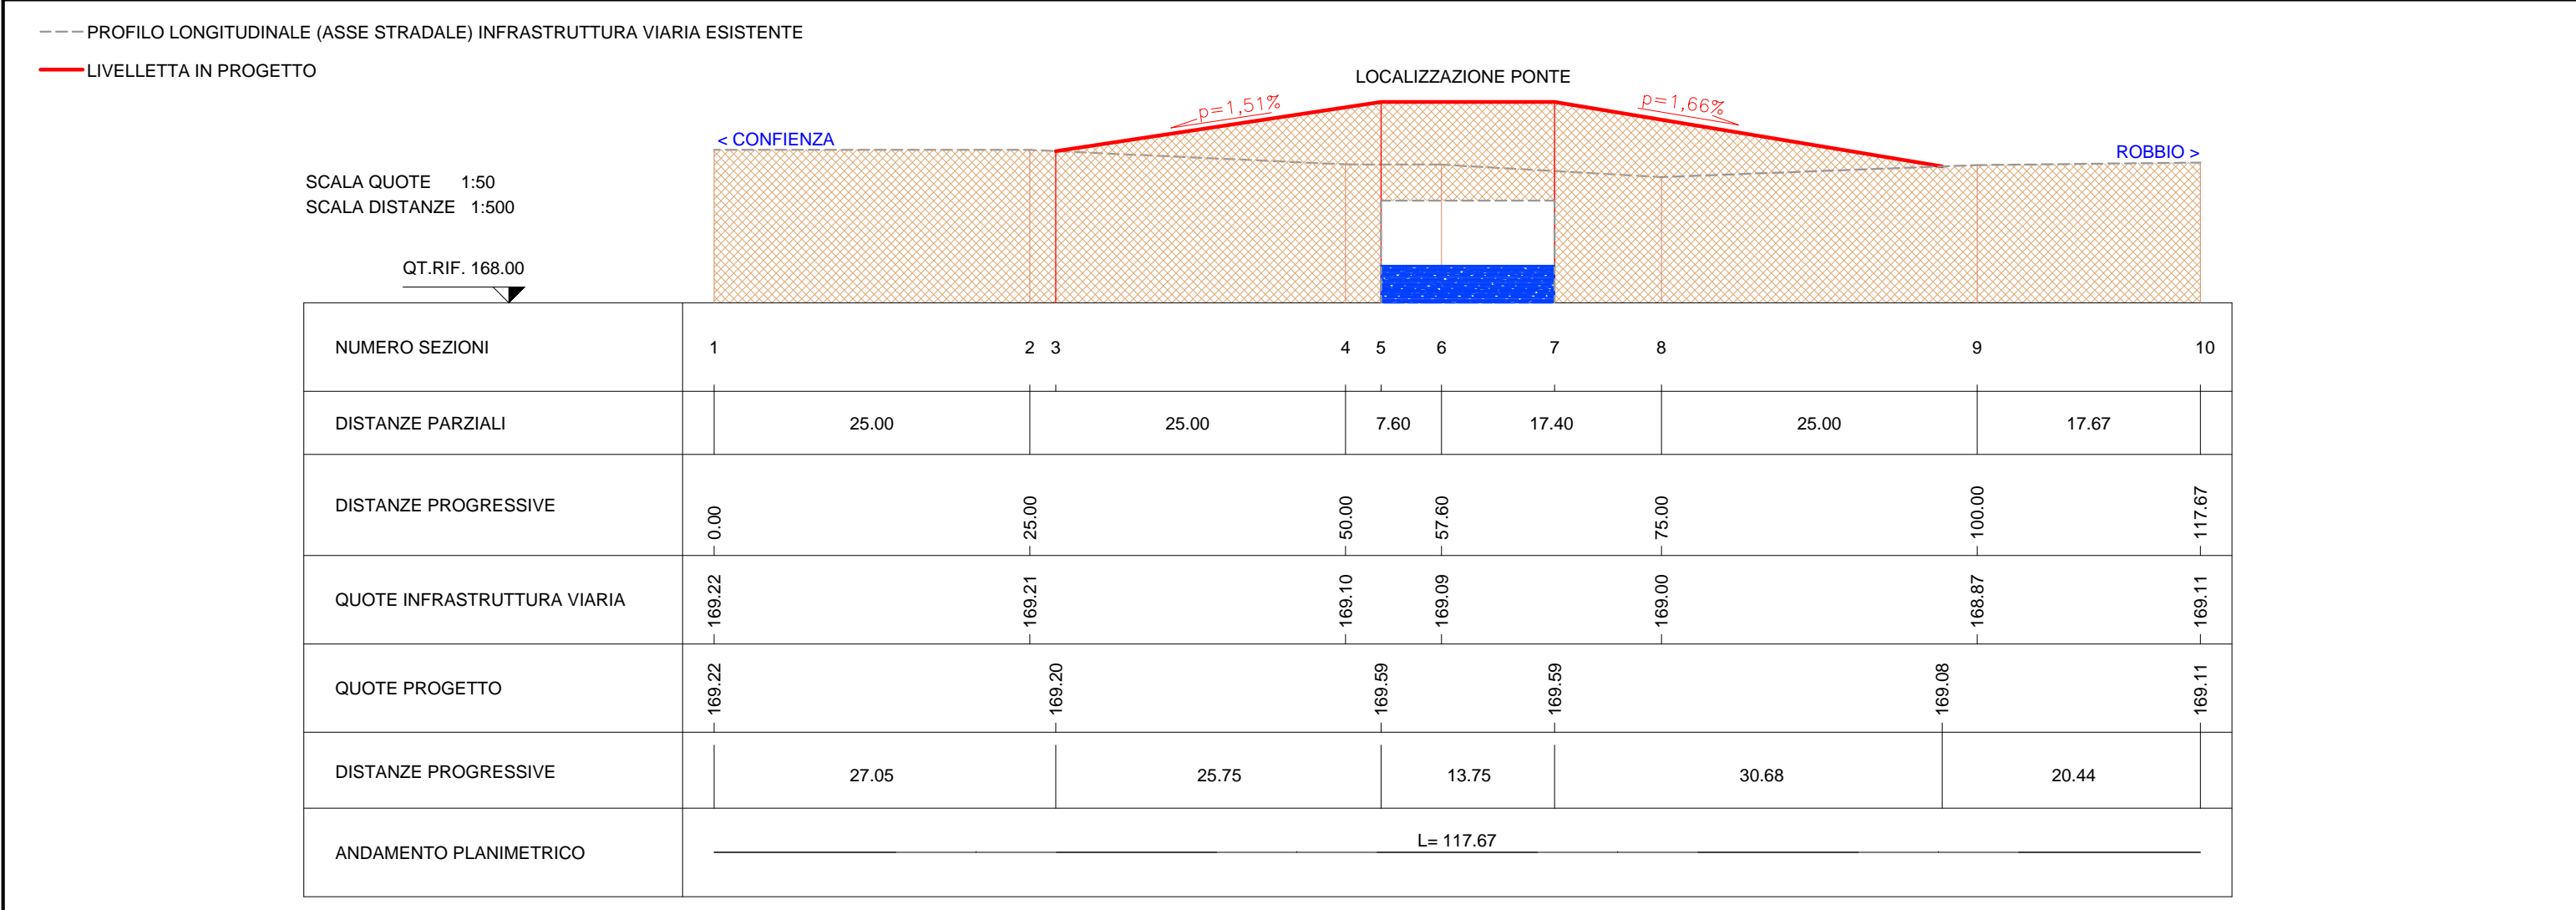 PROFILO LONGITUDINALE (ASSE STRADALE) INFRASTRUTTURA VIARIA ESISTENTE
LIVELLETTA IN PROGETTO
LOCALIZZAZIONE PONTE
p=1,51%
p=1,66%
< CONFIENZA
ROBBIO >
SCALA QUOTE 1:50
SCALA DISTANZE 1:500
QT.RIF. 168.00
NUMERO SEZIONI 1 2 3 4 5 6 7 8 9 10
DISTANZE PARZIALI 25.00 25.00 7.60 17.40 25.00 17.67
DISTANZE PROGRESSIVE 0.00 25.00 50.00 57.60 75.00 100.00 117.67
QUOTE INFRASTRUTTURA VIARIA 169.22 169.21 169.10 169.09 169.00 168.87 169.11
QUOTE PROGETTO 169.22 169.20 169.59 169.59 169.08 169.11
DISTANZE PROGRESSIVE 27.05 25.75 13.75 30.68 20.44
ANDAMENTO PLANIMETRICO L= 117.67